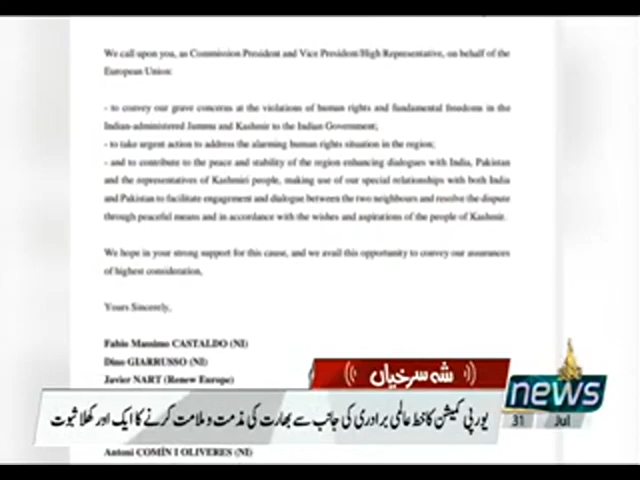 We call upon you, as Commission President and Vice President/High Representative, on behalf of the
European Union:
- to convey our grave concerns at the violations of human rights and fundamental freedoms in the
Indian-administered Jammu and Kashmir to the Indian Government;
- to take urgent action to address the alarming human rights situation in the region;
- and to contribute to the peace and stability of the region enhancing dialogues with India, Pakistan
and the representatives of Kashmiri people, making use of our special relationships with both India
and Pakistan to facilitate engagement and dialogue between the two neighbours and resolve the dispute
through peaceful means and in accordance with the wishes and aspirations of the people of Kashmir.
We hope in your strong support for this cause, and we avail this opportunity to convey our assurances
of highest consideration,
Yours Sincerely,
Fabio Massimo CASTALDO (NI)
Dino GIARRUSSO (NI)
Javier NART (Renew Europe)
شہ سرخیاں
news
یورپی کمیشن کا خط عالمی برادری کی جانب سے بھارت کی مذمت و ملامت کرنے کا ایک اور کھلا ثبوت
31 Jul
Antoni COMÍN I OLIVERES (NI)